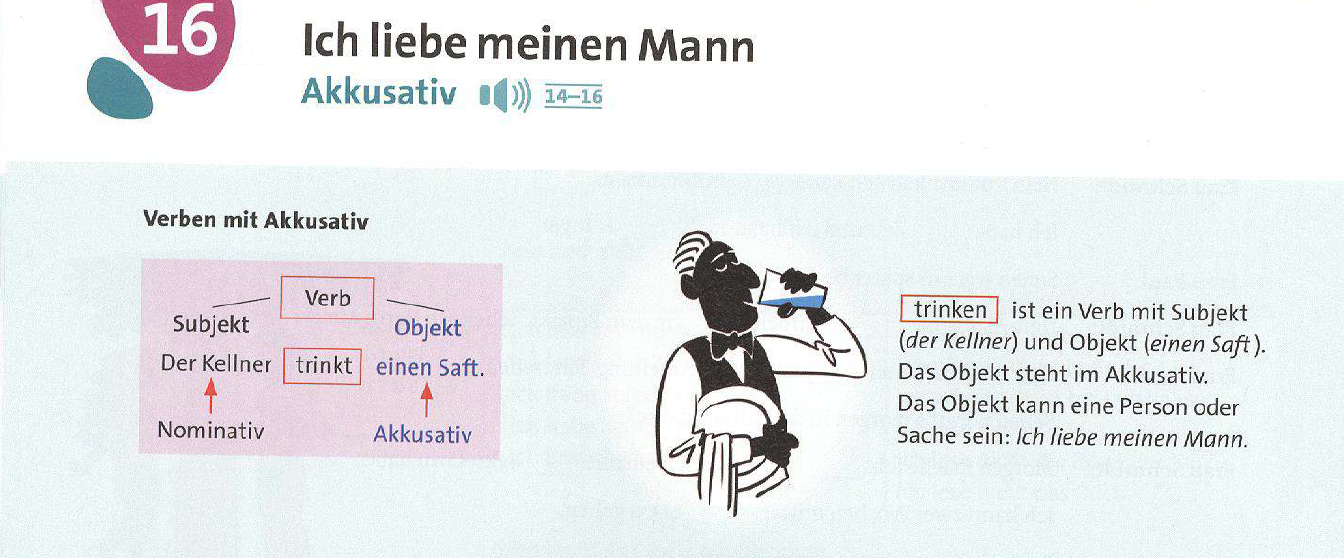 16
Ich liebe meinen Mann
Akkusativ 14–16
Verben mit Akkusativ
Verb
Subjekt Objekt
Der Kellner trinkt einen Saft.
Nominativ Akkusativ
trinken ist ein Verb mit Subjekt
(der Kellner) und Objekt (einen Saft).
Das Objekt steht im Akkusativ.
Das Objekt kann eine Person oder
Sache sein: Ich liebe meinen Mann.